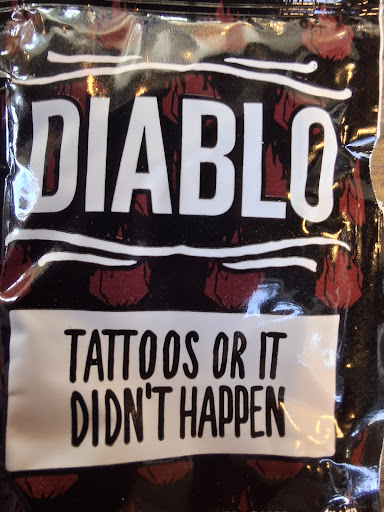 DIABLO
TATTOOS OR IT
DIDN'T HAPPEN